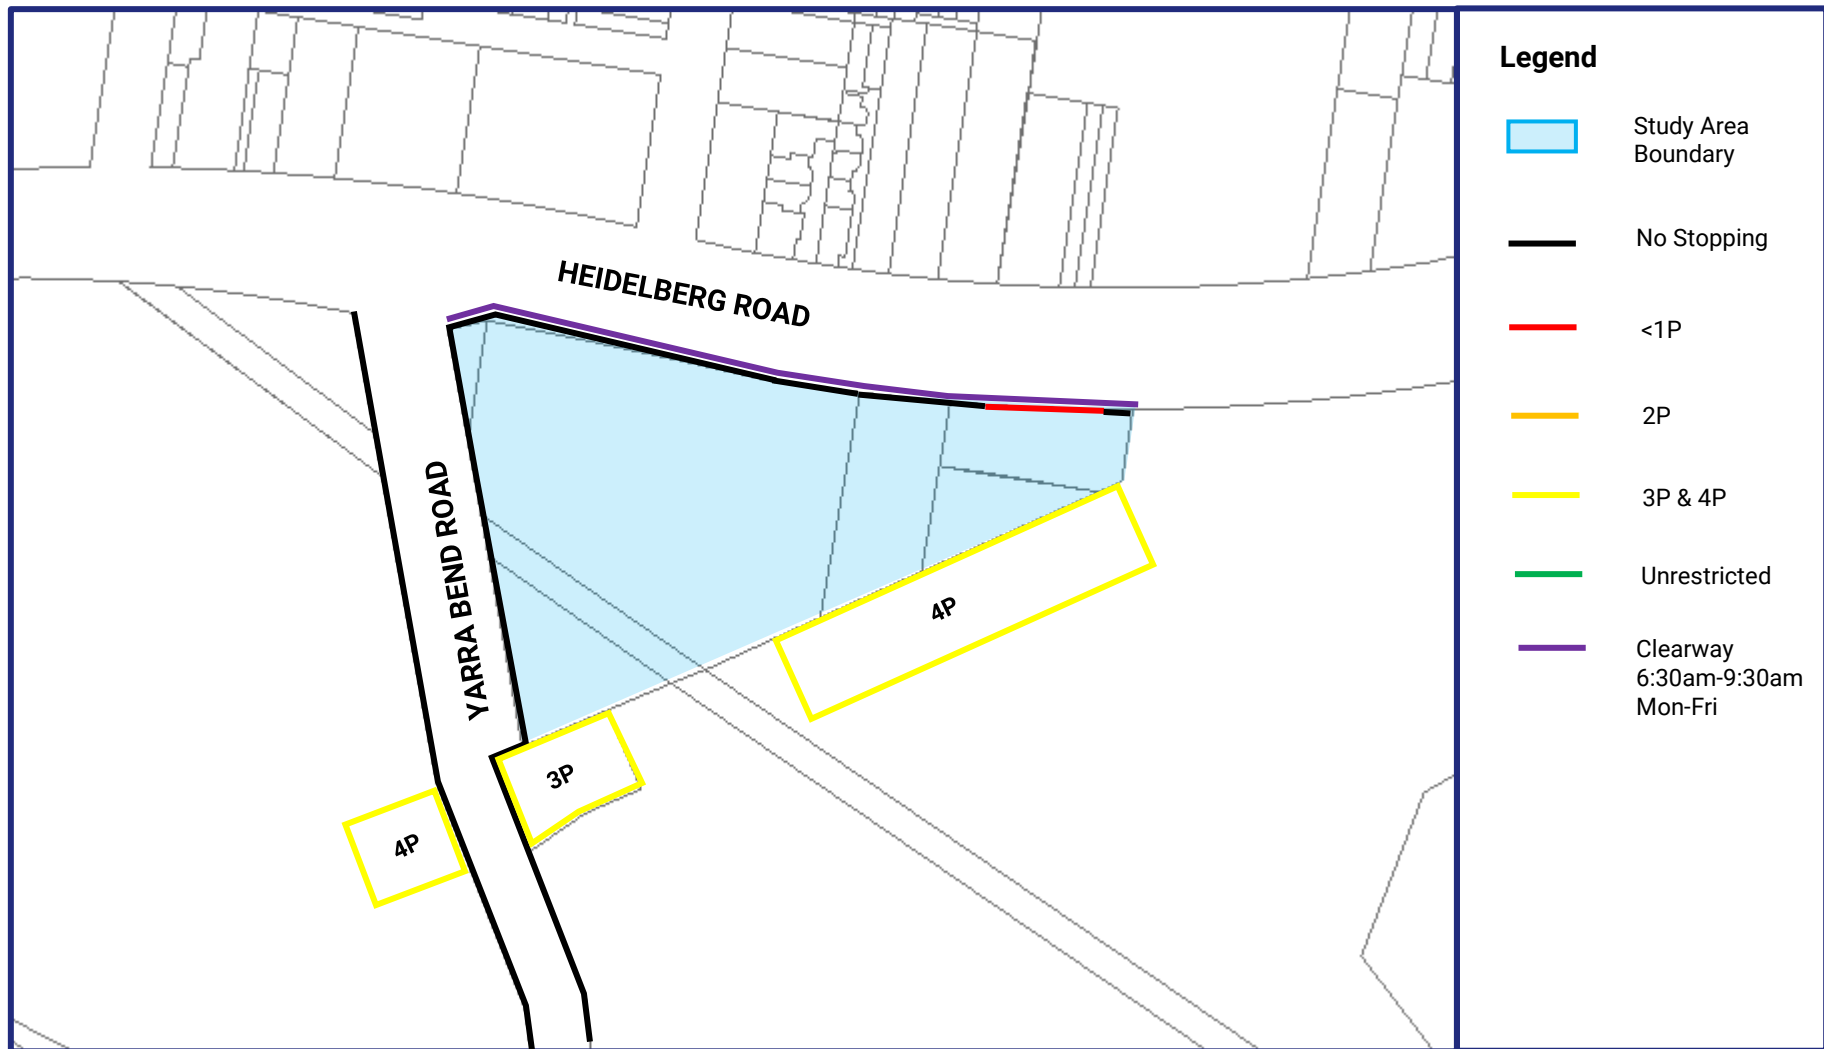 HEIDELBERG ROAD
YARRA BEND ROAD
4P
3P
4P
Legend
Study Area
Boundary
No Stopping
<1P
2P
3P & 4P
Unrestricted
Clearway
6:30am-9:30am
Mon-Fri